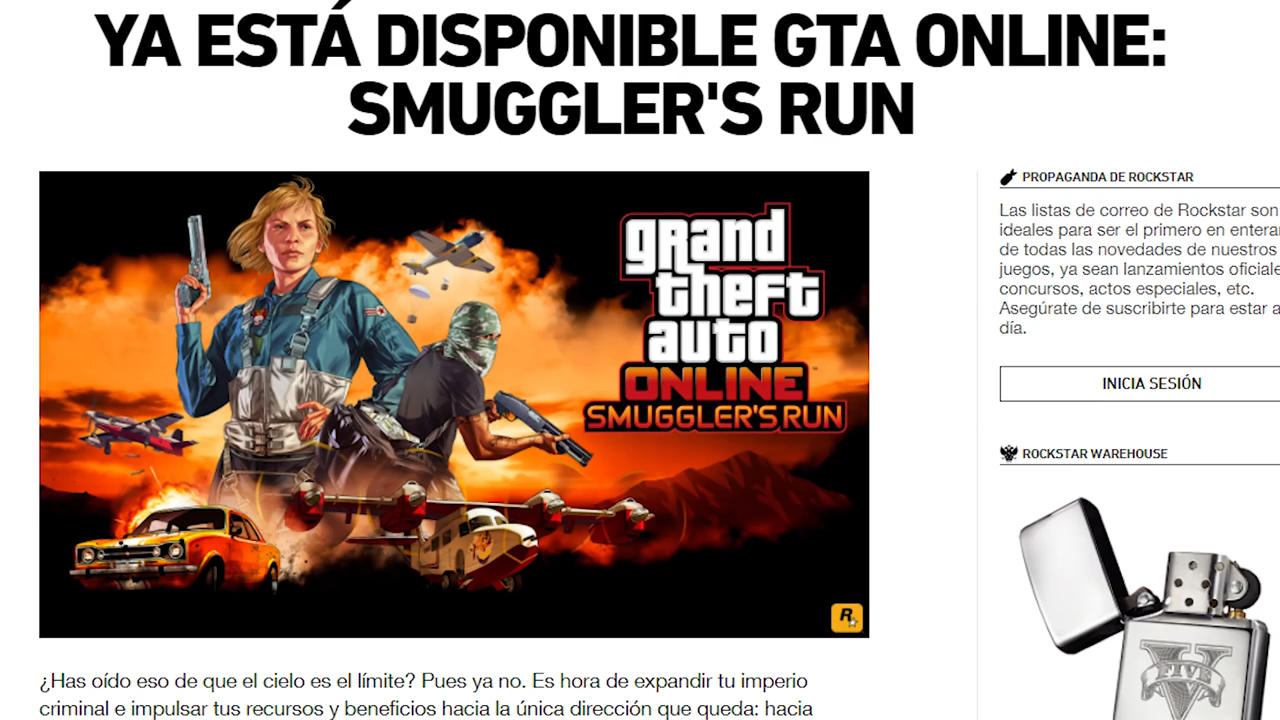 YA ESTÁ DISPONIBLE GTA ONLINE:
SMUGGLER'S RUN
grand
theft
auto
ONLINE
SMUGGLER'S RUN
R
¿Has oído eso de que el cielo es el límite? Pues ya no. Es hora de expandir tu imperio
criminal e impulsar tus recursos y beneficios hacia la única dirección que queda: hacia
PROPAGANDA DE ROCKSTAR
Las listas de correo de Rockstar son
ideales para ser el primero en entera
de todas las novedades de nuestros
juegos, ya sean lanzamientos oficiale
concursos, actos especiales, etc.
Asegúrate de suscribirte para estar a
día.
INICIA SESIÓN
ROCKSTAR WAREHOUSE
V
FIVE